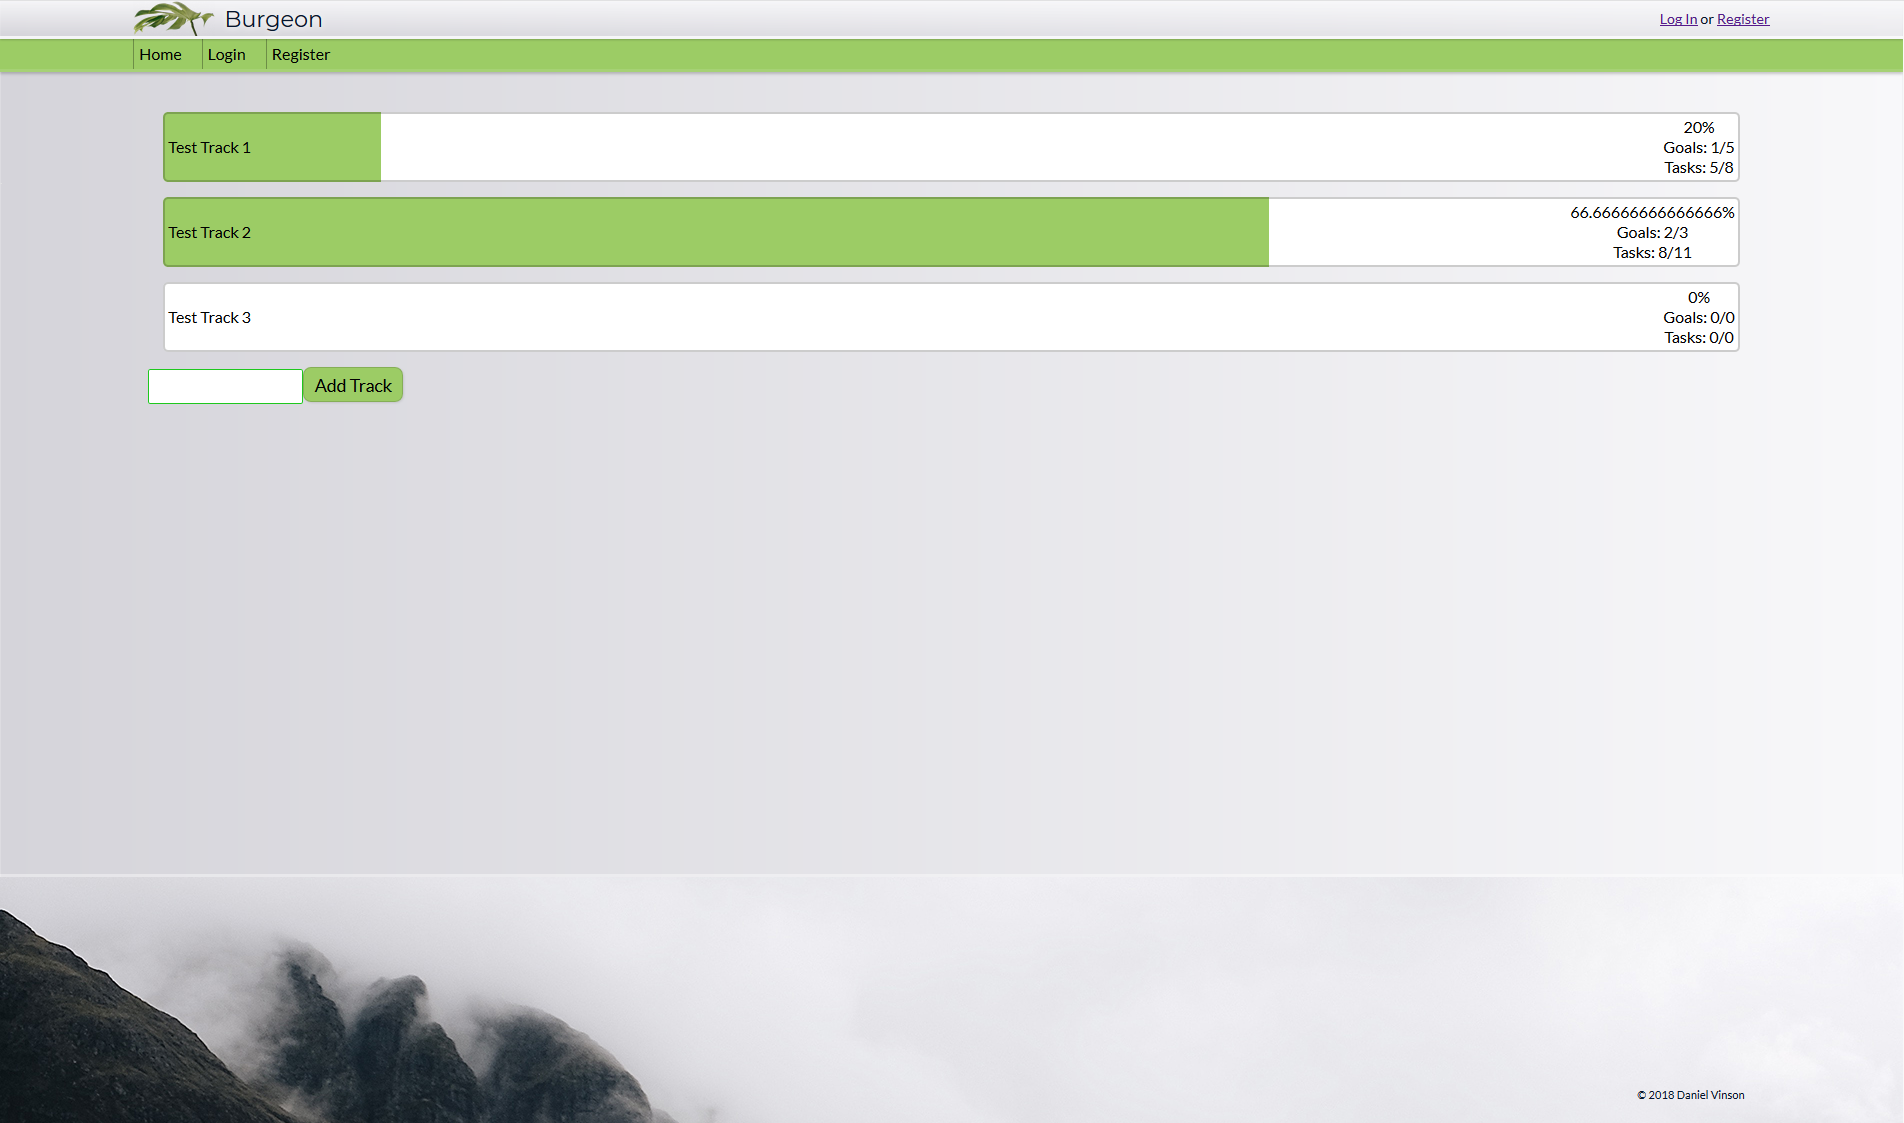 Burgeon
Log In or Register
Home Login Register
Test Track 1
20%
Goals: 1/5
Tasks: 5/8
Test Track 2
66.66666666666666%
Goals: 2/3
Tasks: 8/11
Test Track 3
0%
Goals: 0/0
Tasks: 0/0
Add Track
© 2018 Daniel Vinson